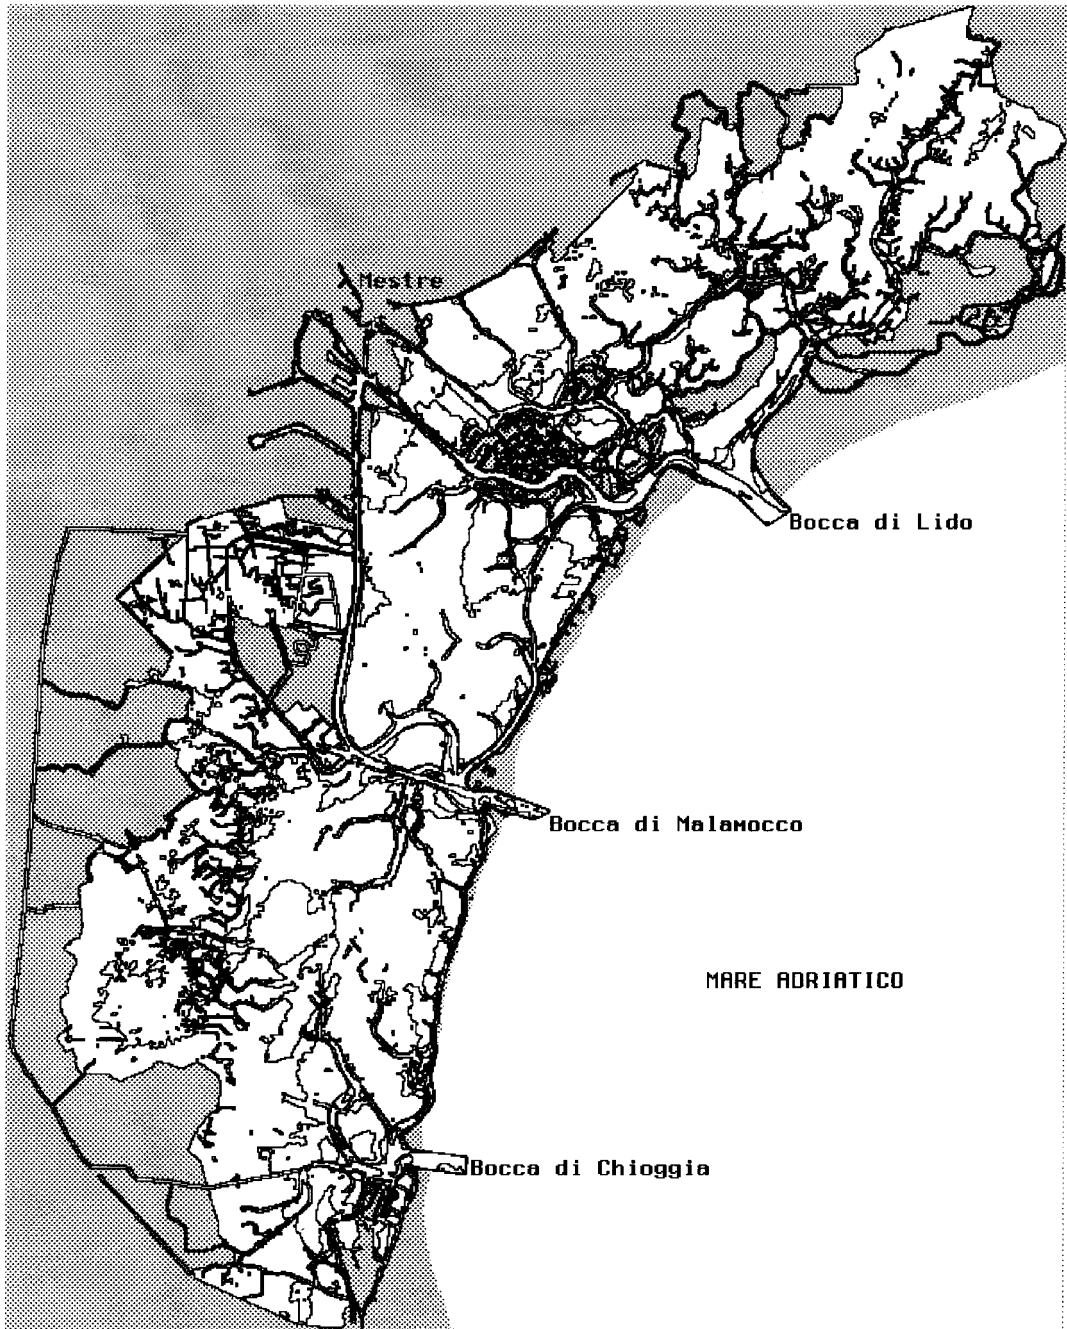 Mestre
Bocca di Lido
Bocca di Malamocco
MARE ADRIATICO
Bocca di Chioggia